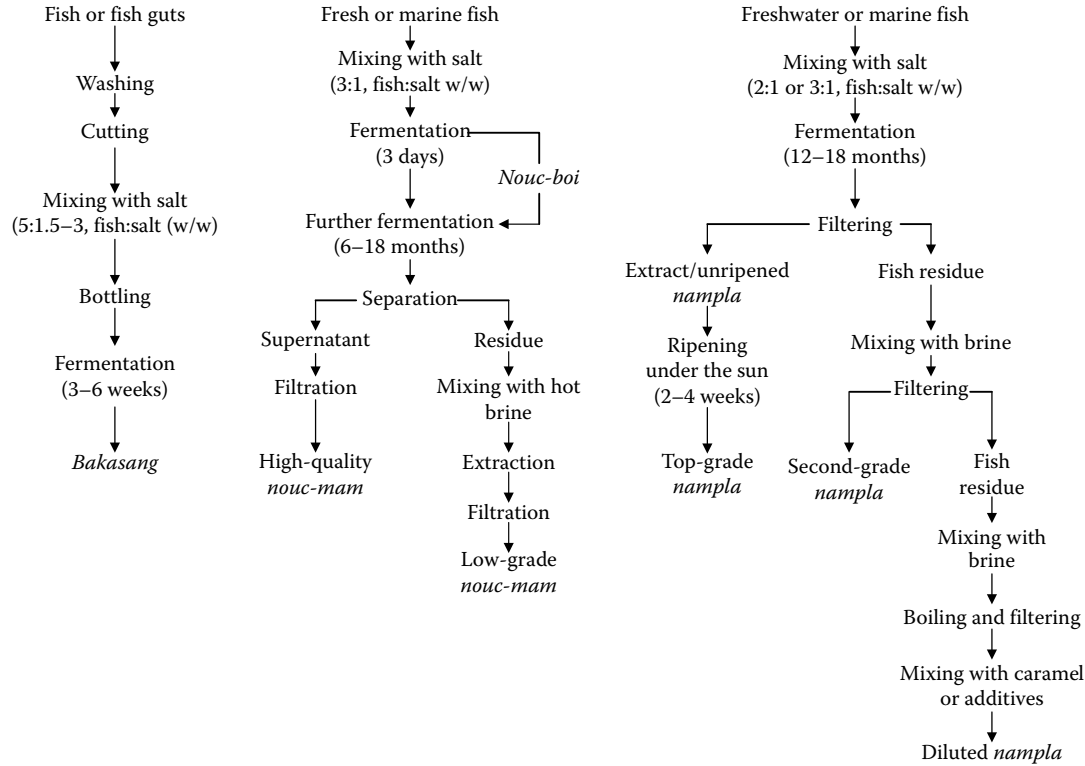 Fish or fish guts
Washing
Cutting
Mixing with salt
(5:1.5–3, fish:salt (w/w)
Bottling
Fermentation
(3–6 weeks)
Bakasang
Fresh or marine fish
Mixing with salt
(3:1, fish:salt w/w)
Fermentation
(3 days)
Nouc-boi
Further fermentation
(6–18 months)
Separation
Supernatant
Filtration
High-quality
nouc-mam
Residue
Mixing with hot
brine
Extraction
Filtration
Low-grade
nouc-mam
Freshwater or marine fish
Mixing with salt
(2:1 or 3:1, fish:salt w/w)
Fermentation
(12–18 months)
Filtering
Extract/unripened
nampla
Ripening
under the sun
(2–4 weeks)
Top-grade
nampla
Fish residue
Mixing with brine
Filtering
Second-grade
nampla
Fish
residue
Mixing with
brine
Boiling and filtering
Mixing with caramel
or additives
Diluted nampla